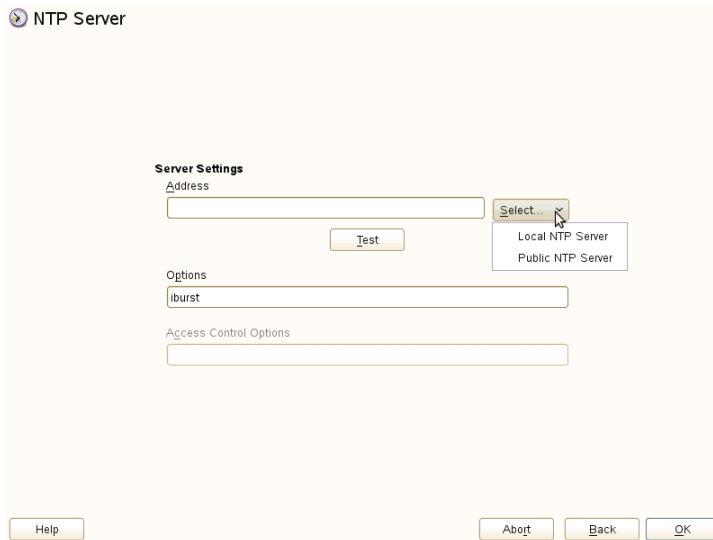 NTP Server
Server Settings
Address
Select...
Local NTP Server
Public NTP Server
Test
Options
iburst
Access Control Options
Help
Abort
Back
OK